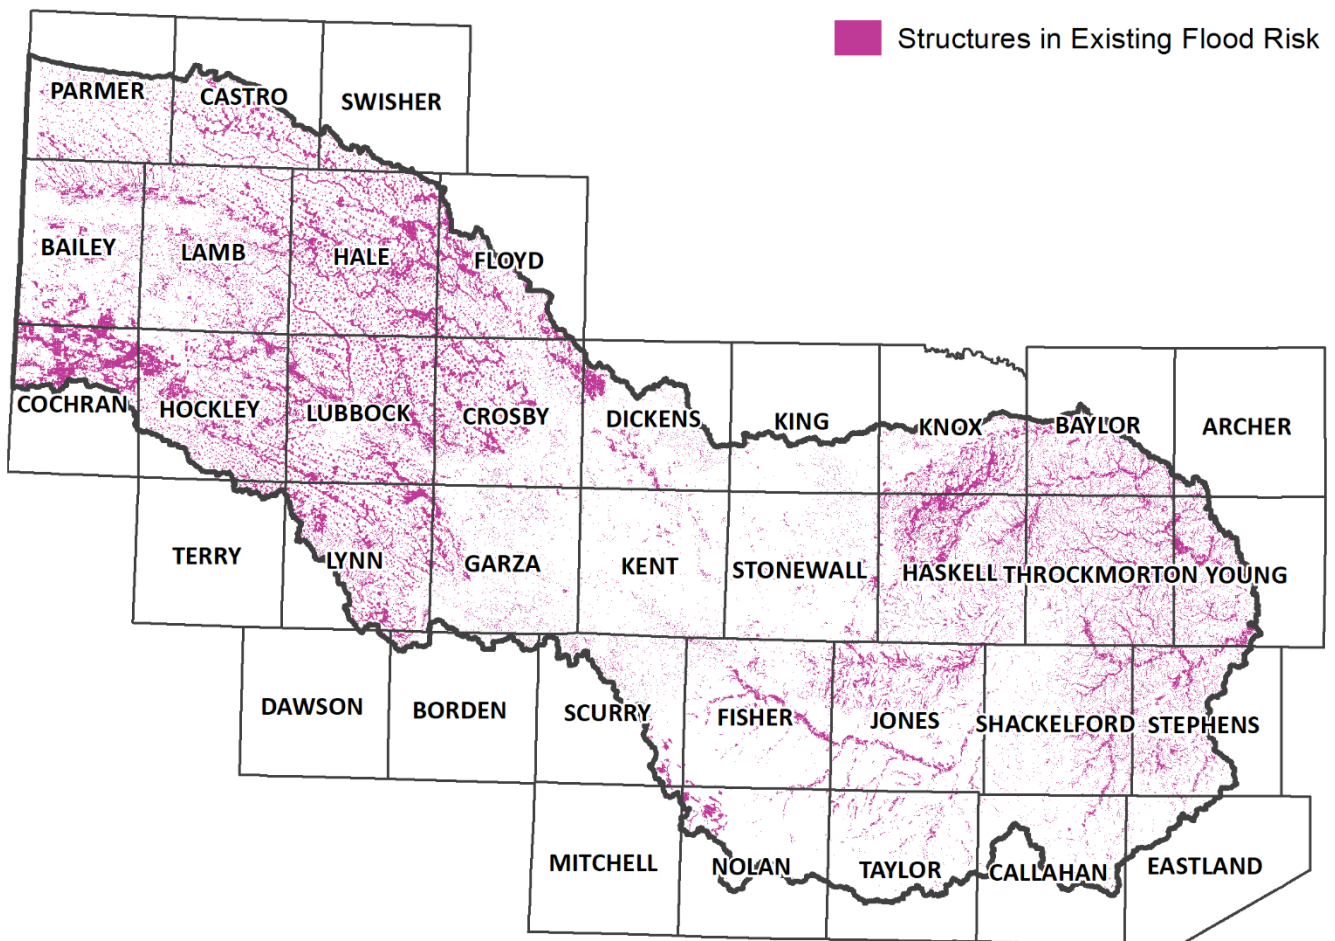 Structures in Existing Flood Risk
PARMER
CASTRO
SWISHER
BAILEY
LAMB
HALE
FLOYD
COCHRAN
HOCKLEY
LUBBOCK
CROSBY
DICKENS
KING
KNOX
BAYLOR
ARCHER
TERRY
LYNN
GARZA
KENT
STONEWALL
HASKELL
THROCKMORTON
YOUNG
DAWSON
BORDEN
SCURRY
FISHER
JONES
SHACKELFORD
STEPHENS
MITCHELL
NOLAN
TAYLOR
CALLAHAN
EASTLAND